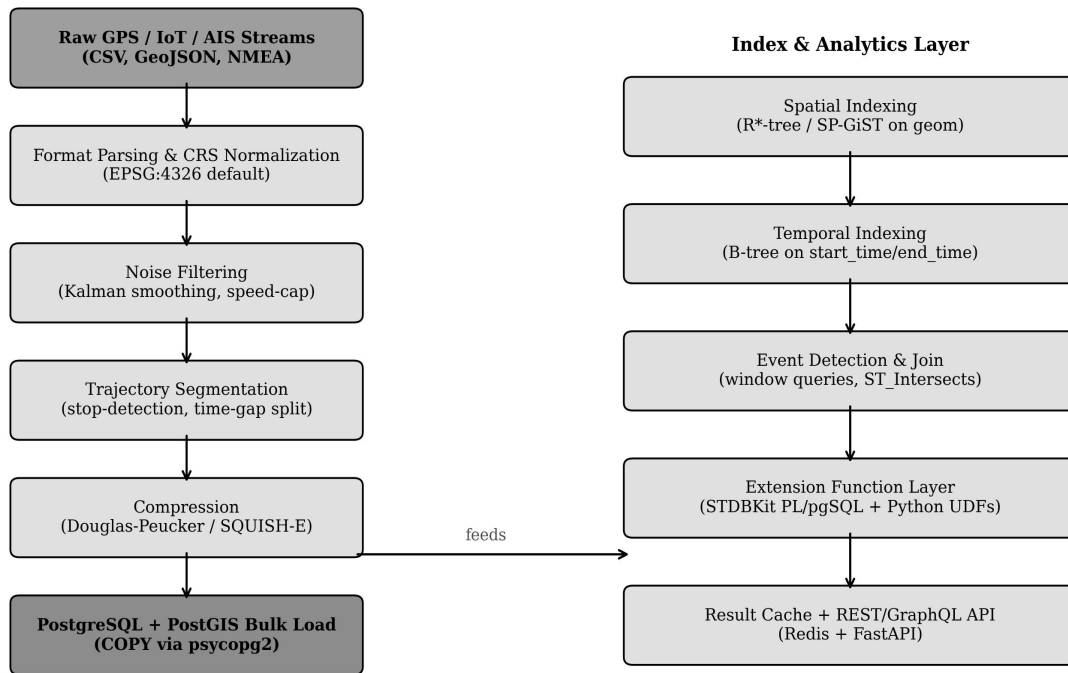 Raw GPS / IoT / AIS Streams
(CSV, GeoJSON, NMEA)
Format Parsing & CRS Normalization
(EPSG:4326 default)
Noise Filtering
(Kalman smoothing, speed-cap)
Trajectory Segmentation
(stop-detection, time-gap split)
Compression
(Douglas-Peucker / SQUISH-E)
PostgreSQL + PostGIS Bulk Load
(COPY via psycopg2)
feeds
Index & Analytics Layer
Spatial Indexing
(R*-tree / SP-GiST on geom)
Temporal Indexing
(B-tree on start_time/end_time)
Event Detection & Join
(window queries, ST_Intersects)
Extension Function Layer
(STDBKit PL/pgSQL + Python UDFs)
Result Cache + REST/GraphQL API
(Redis + FastAPI)